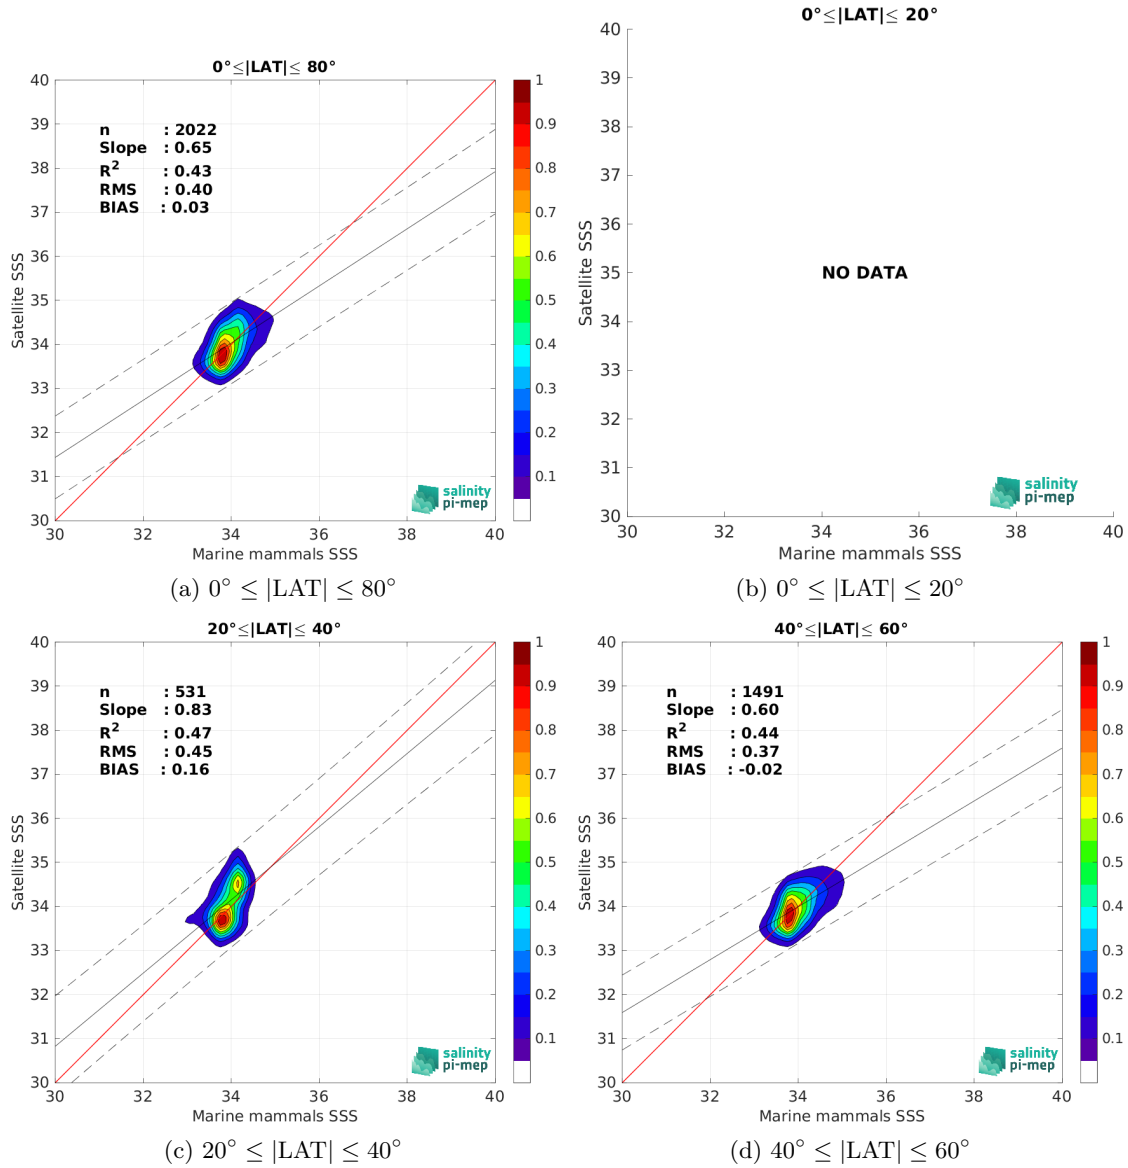 0°≤|LAT|≤ 80°
40
39
38
37
36
35
34
33
32
31
30
Satellite SSS
n : 2022
Slope : 0.65
R² : 0.43
RMS : 0.40
BIAS : 0.03
1
0.9
0.8
0.7
0.6
0.5
0.4
0.3
0.2
0.1
salinity
pi-mep
30 32 34 36 38 40
Marine mammals SSS
(a) 0° ≤ |LAT| ≤ 80°
0°≤|LAT|≤ 20°
40
39
38
37
36
35
34
33
32
31
30
Satellite SSS
NO DATA
salinity
pi-mep
30 32 34 36 38 40
Marine mammals SSS
(b) 0° ≤ |LAT| ≤ 20°
20°≤|LAT|≤ 40°
40
39
38
37
36
35
34
33
32
31
30
Satellite SSS
n : 531
Slope : 0.83
R² : 0.47
RMS : 0.45
BIAS : 0.16
1
0.9
0.8
0.7
0.6
0.5
0.4
0.3
0.2
0.1
salinity
pi-mep
30 32 34 36 38 40
Marine mammals SSS
(c) 20° ≤ |LAT| ≤ 40°
40°≤|LAT|≤ 60°
40
39
38
37
36
35
34
33
32
31
30
Satellite SSS
n : 1491
Slope : 0.60
R² : 0.44
RMS : 0.37
BIAS : -0.02
1
0.9
0.8
0.7
0.6
0.5
0.4
0.3
0.2
0.1
salinity
pi-mep
30 32 34 36 38 40
Marine mammals SSS
(d) 40° ≤ |LAT| ≤ 60°